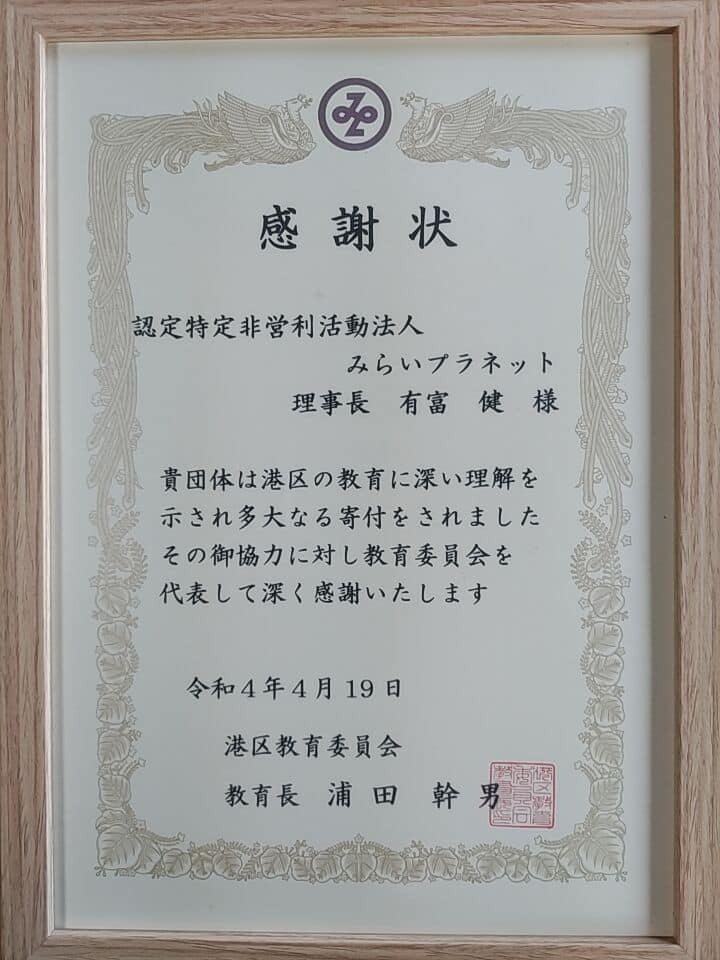 感謝状
認定特定非営利活動法人
みらいプラネット
理事長 有富 健 様
貴団体は港区の教育に深い理解を
示され多大なる寄付をされました
その御協力に対し教育委員会を
代表して深く感謝いたします
令和4年4月19日
港区教育委員会
教育長 浦田 幹男